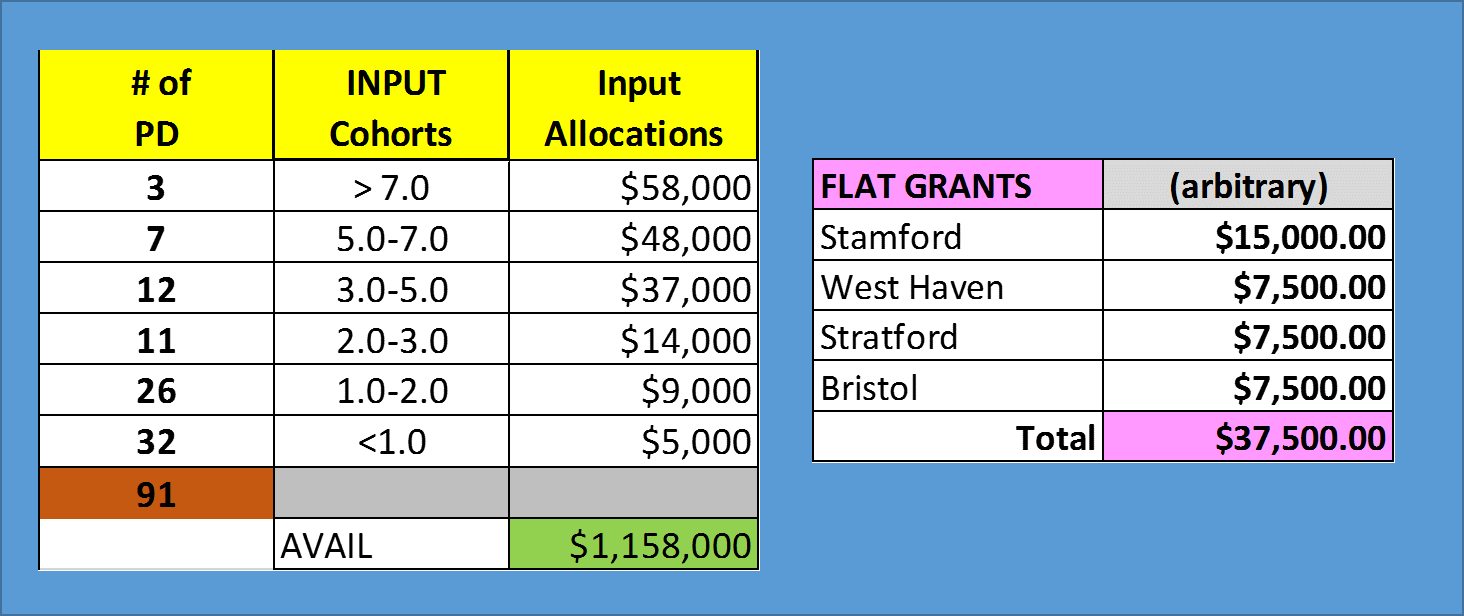 # of PD INPUT Cohorts Input Allocations
3 > 7.0 $58,000
7 5.0-7.0 $48,000
12 3.0-5.0 $37,000
11 2.0-3.0 $14,000
26 1.0-2.0 $9,000
32 <1.0 $5,000
91
AVAIL $1,158,000
FLAT GRANTS (arbitrary)
Stamford $15,000.00
West Haven $7,500.00
Stratford $7,500.00
Bristol $7,500.00
Total $37,500.00